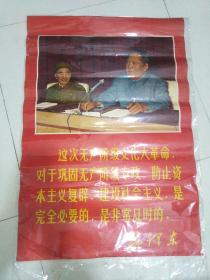 这次无产阶级文化大革命，
对于巩固无产阶级专政，防止资
本主义复辟，建设社会主义，是
完全必要的，是非常及时的。
毛泽东